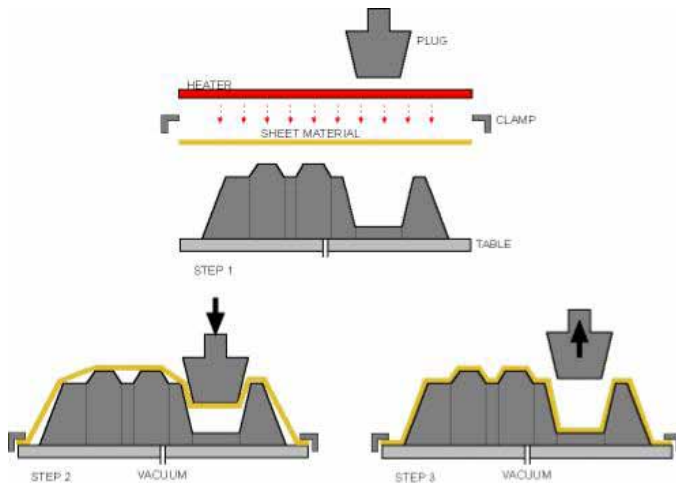 PLUG
HEATER
CLAMP
SHEET MATERIAL
TABLE
STEP 1
STEP 2
VACUUM
STEP 3
VACUUM